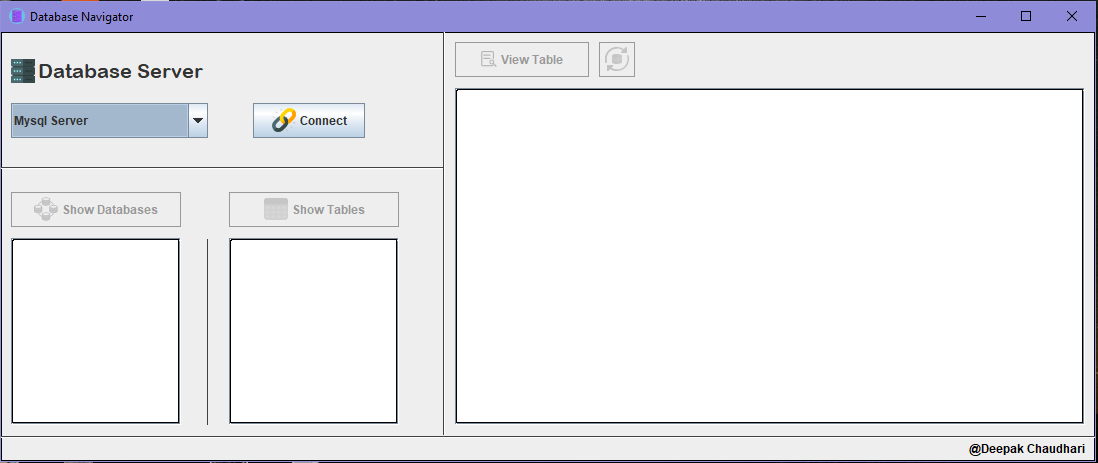 Database Navigator
Database Server
Mysql Server
Connect
Show Databases
Show Tables
View Table
@Deepak Chaudhari